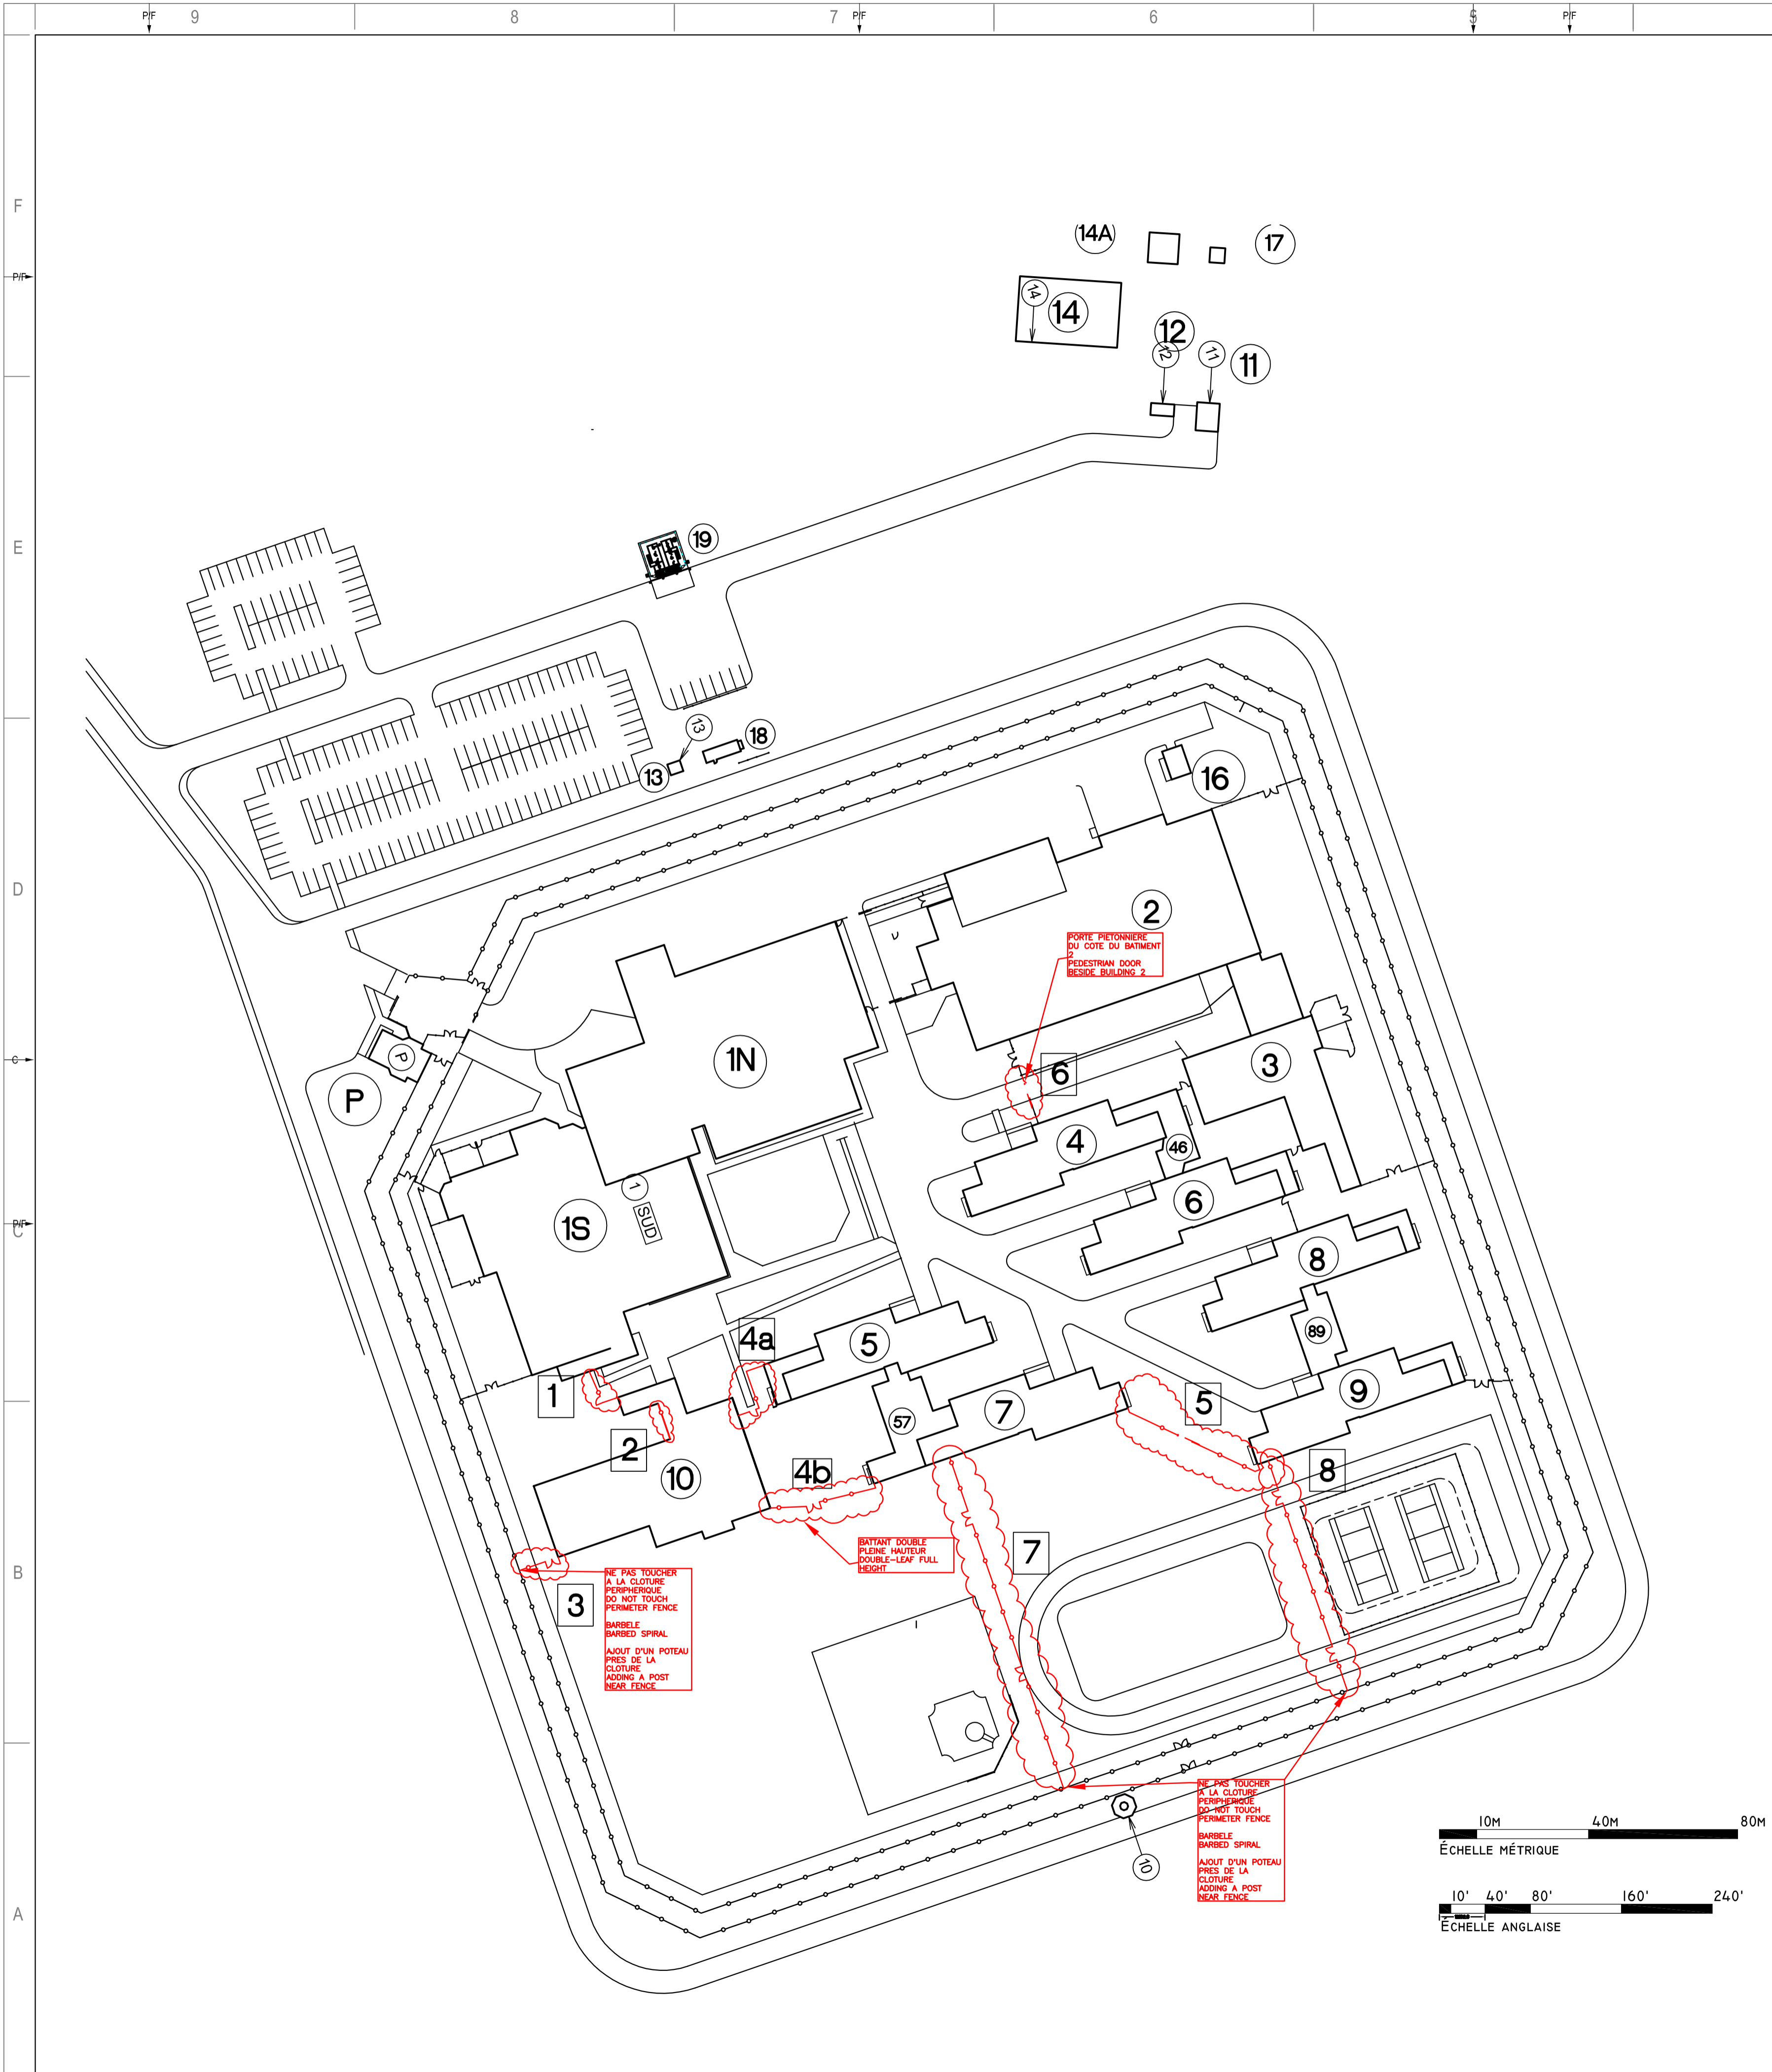 P/F
9
8
7
P/F
6
5
P/F
F
14A
17
P/F
14
14
12
12
11
11
E
19
13
18
13
16
D
2
PORTE PIETONNIERE
DU COTE DU BATIMENT
2
PEDESTRIAN DOOR
BESIDE BUILDING 2
C
1N
6
3
P
P
4
46
1
6
P/F
C
1S
SUD
8
89
4a
5
1
9
5
7
57
2
10
4b
8
BATTANT DOUBLE
PLEINE HAUTEUR
DOUBLE-LEAF FULL
HEIGHT
7
B
3
NE PAS TOUCHER
A LA CLOTURE
PERIPHERIQUE
DO NOT TOUCH
PERIMETER FENCE
BARBELE
BARBED SPIRAL
AJOUT D'UN POTEAU
PRES DE LA
CLOTURE
ADDING A POST
NEAR FENCE
NE PAS TOUCHER
A LA CLOTURE
PERIPHERIQUE
DO NOT TOUCH
PERIMETER FENCE
BARBELE
BARBED SPIRAL
AJOUT D'UN POTEAU
PRES DE LA
CLOTURE
ADDING A POST
NEAR FENCE
10
10M 40M 80M
ÉCHELLE MÉTRIQUE
A
10' 40' 80' 160' 240'
ÉCHELLE ANGLAISE